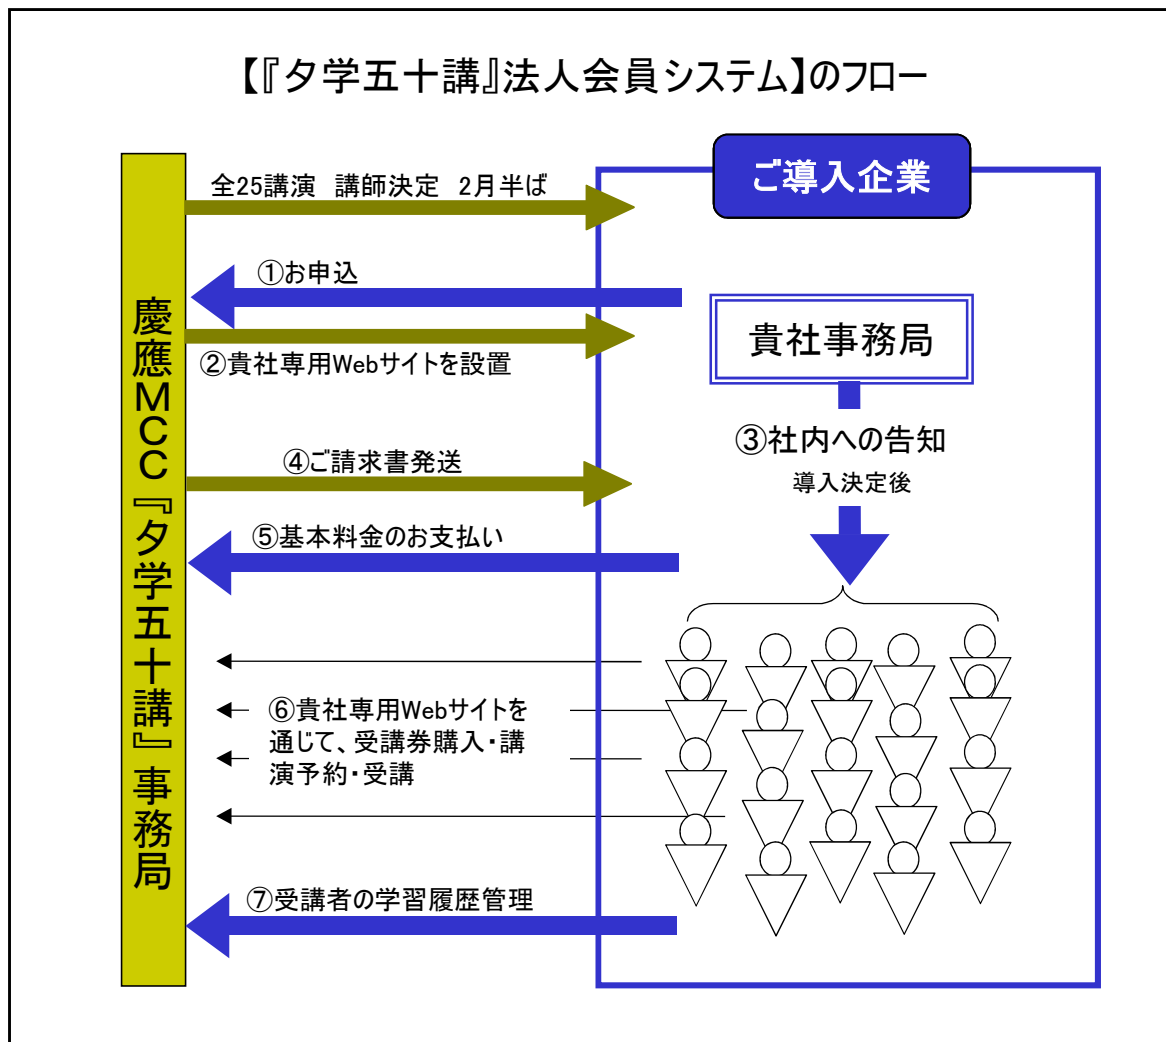 【『夕学五十講』法人会員システム】のフロー
慶應MCC『夕学五十講』事務局
全25講演　講師決定　2月半ば
ご導入企業
①お申込
貴社事務局
②貴社専用Webサイトを設置
③社内への告知
導入決定後
④ご請求書発送
⑤基本料金のお支払い
⑥貴社専用Webサイトを
通じて、受講券購入・講
演予約・受講
⑦受講者の学習履歴管理